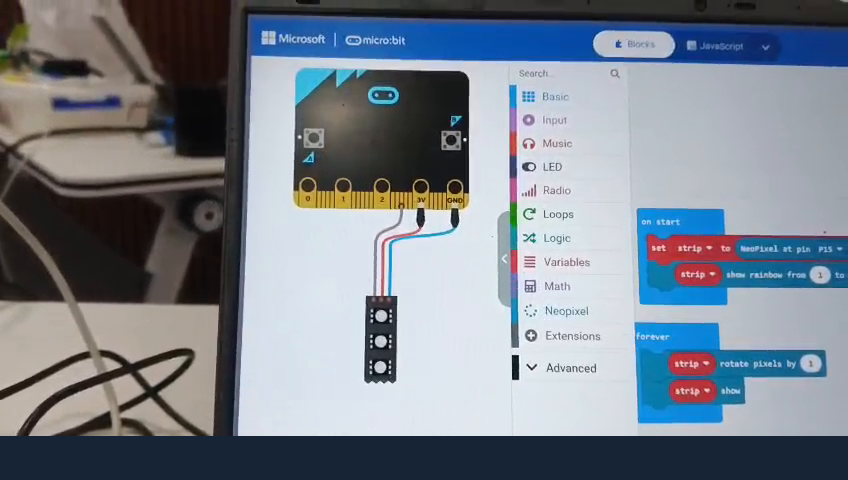 Microsoft | micro:bit
Blocks
JavaScript
Search...
Basic
Input
Music
LED
Radio
Loops
Logic
Variables
Math
Neopixel
Extensions
Advanced
A
B
0 1 2 3V GND
on start
set strip to NeoPixel at pin P15
strip show rainbow from 1 to
forever
strip rotate pixels by 1
strip show